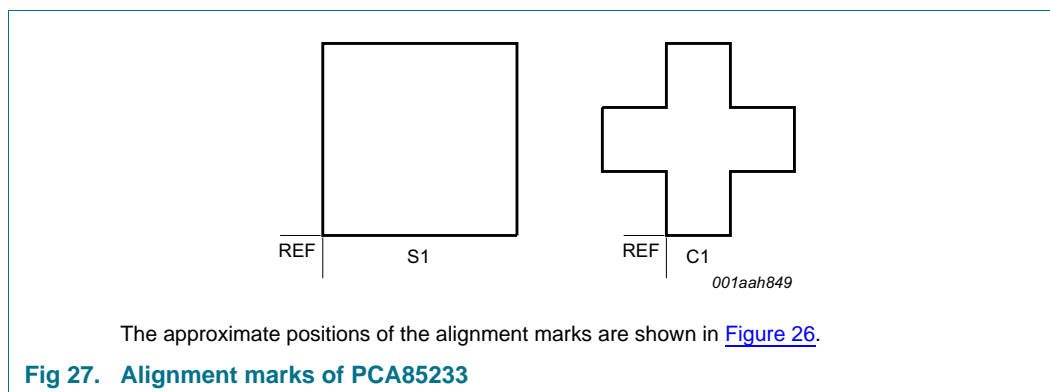 REF
S1
REF
C1
001aah849
The approximate positions of the alignment marks are shown in Figure 26.
Fig 27. Alignment marks of PCA85233